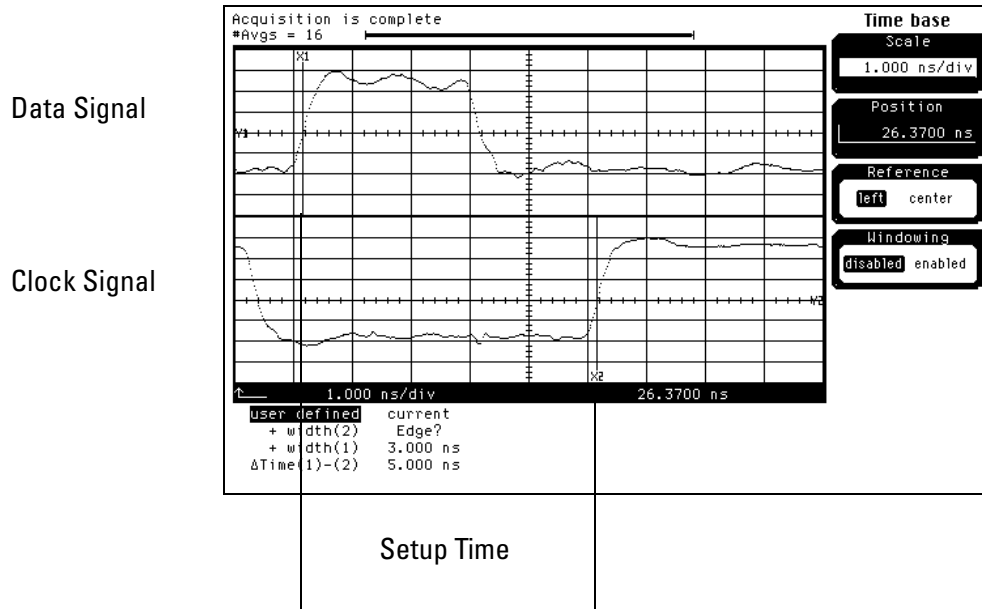 Acquisition is complete
#Avgs = 16
Time base
Scale
1.000 ns/div
Position
26.3700 ns
Reference
left center
Windowing
disabled enabled
Data Signal
X1
Y1
Clock Signal
Y2
X2
1.000 ns/div 26.3700 ns
user defined current
+ width(2) Edge?
+ width(1) 3.000 ns
ΔTime(1)-(2) 5.000 ns
Setup Time